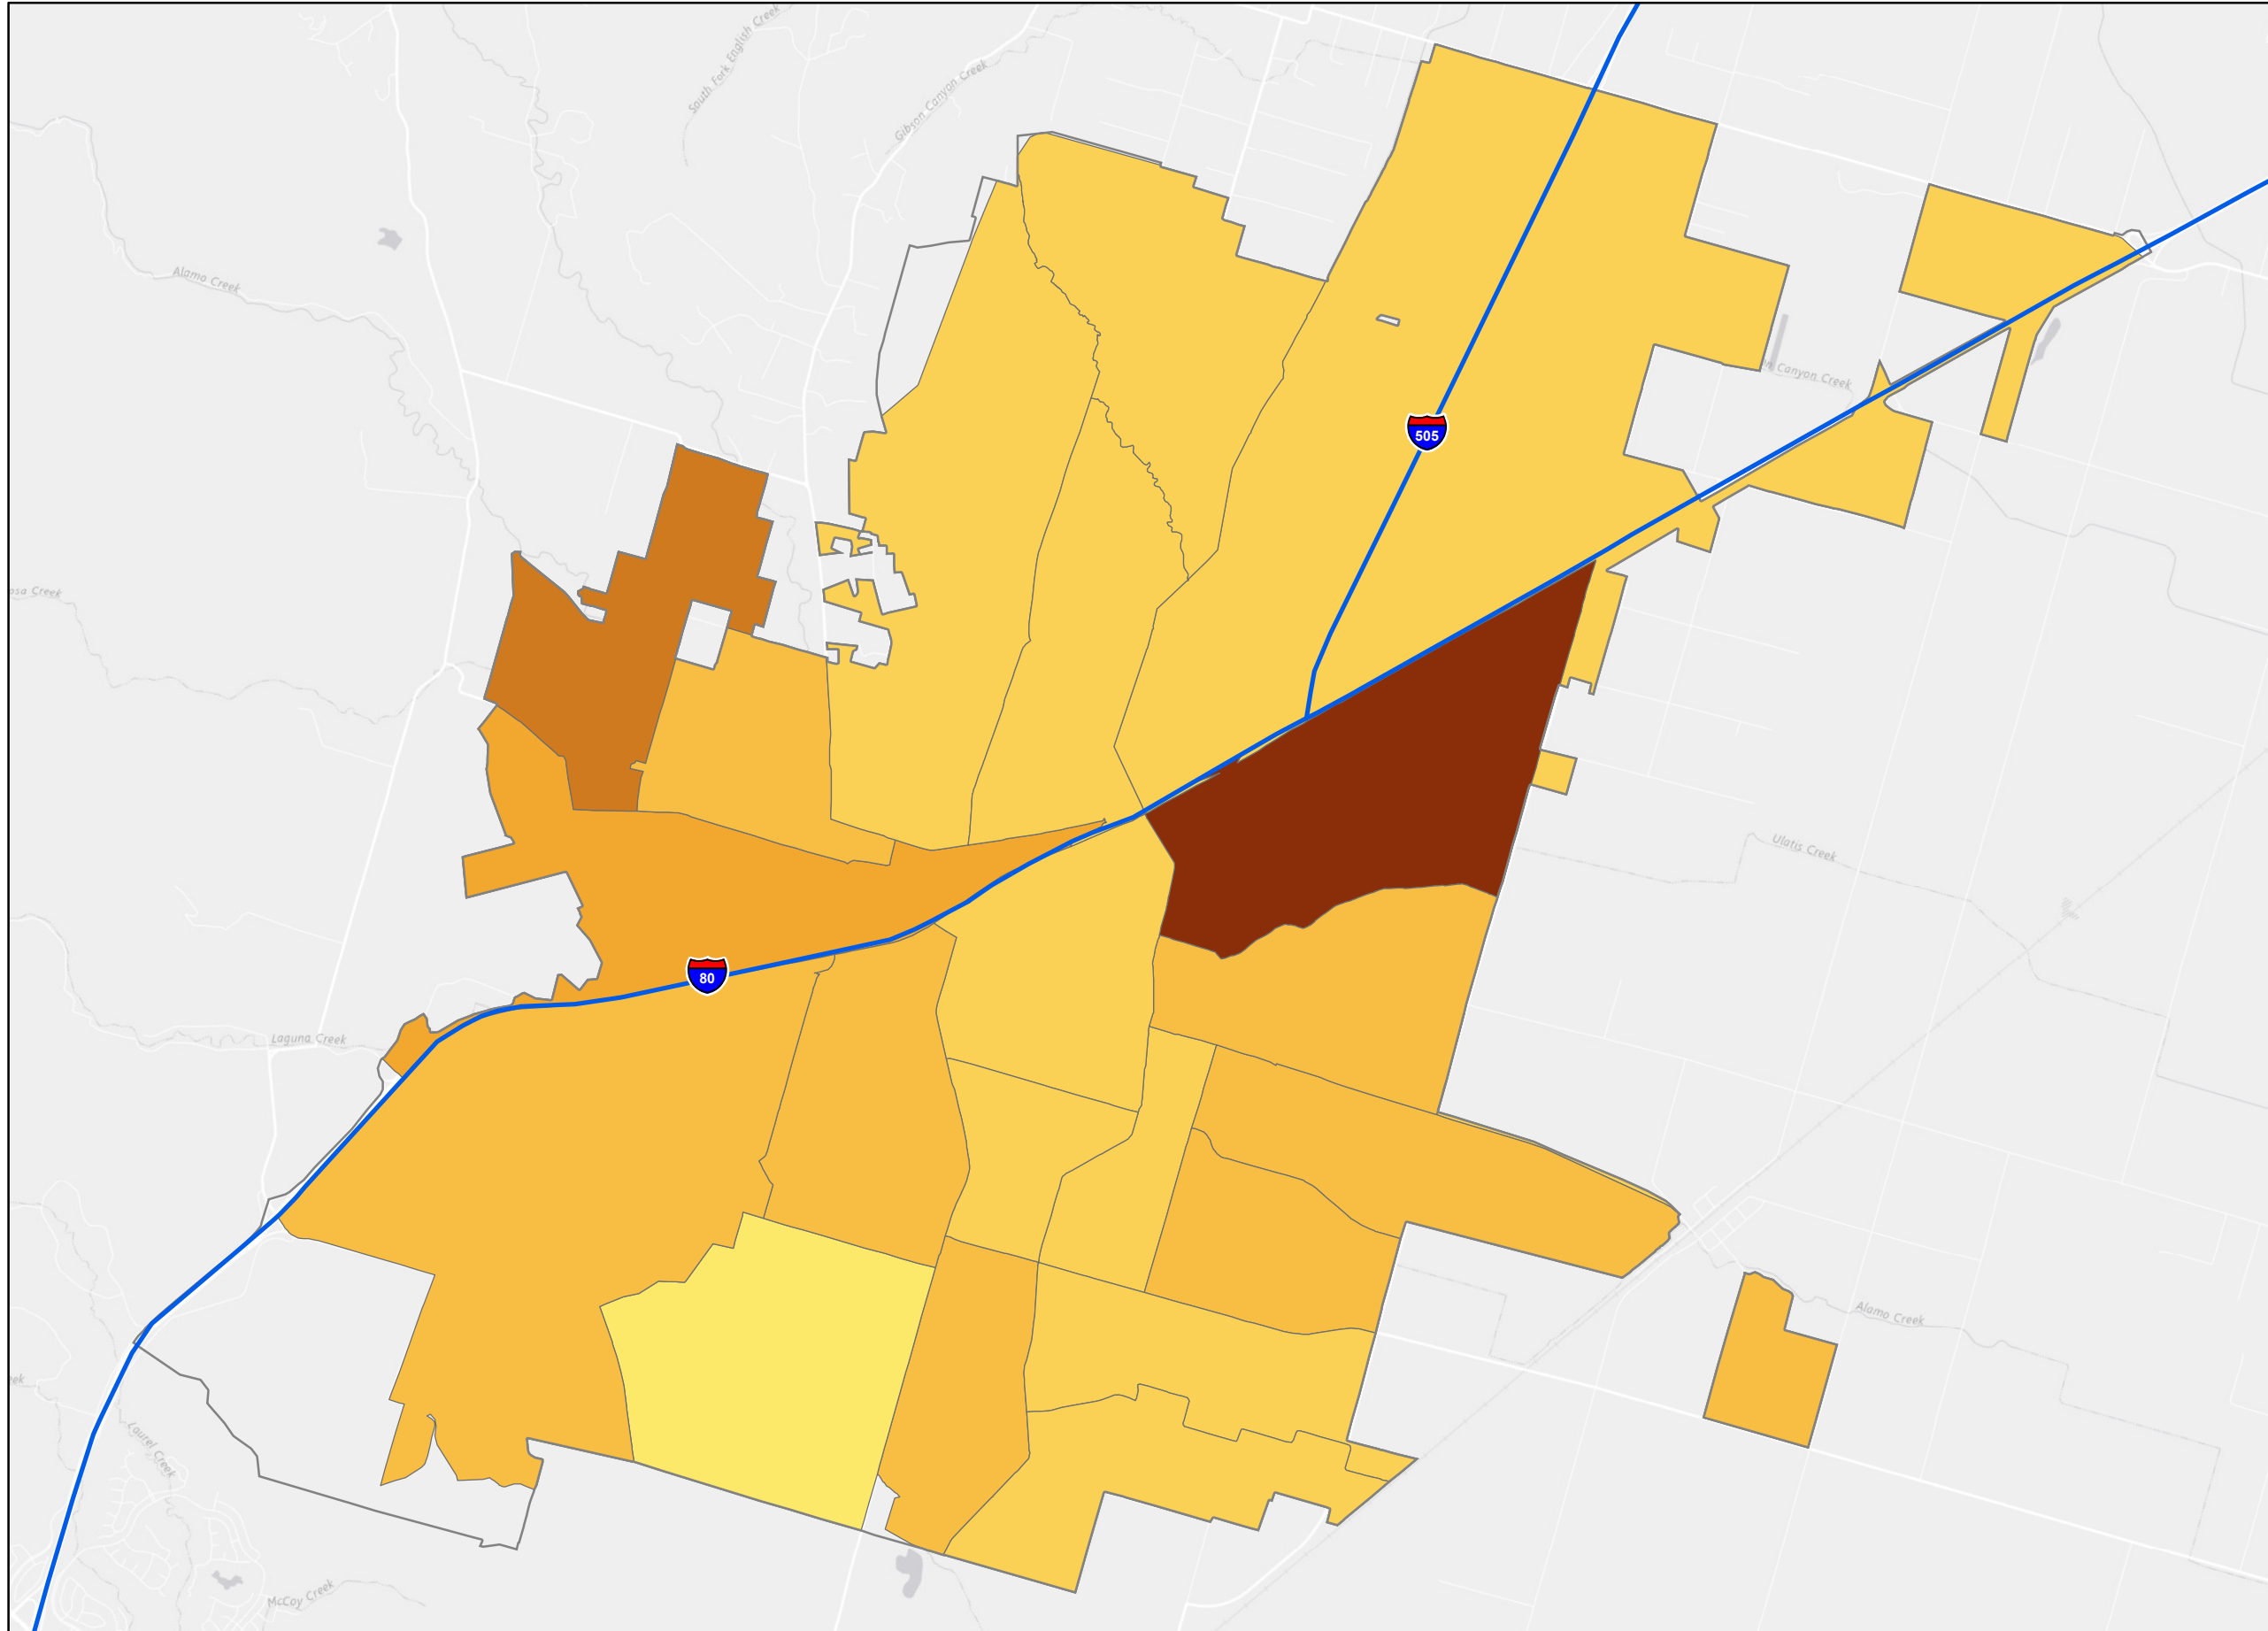 South Fork English Creek
Gibson Canyon Creek
Alamo Creek
Canyon Creek
505
Creek
Ulatis Creek
80
Laguna Creek
Alamo Creek
Laurel Creek
McCoy Creek